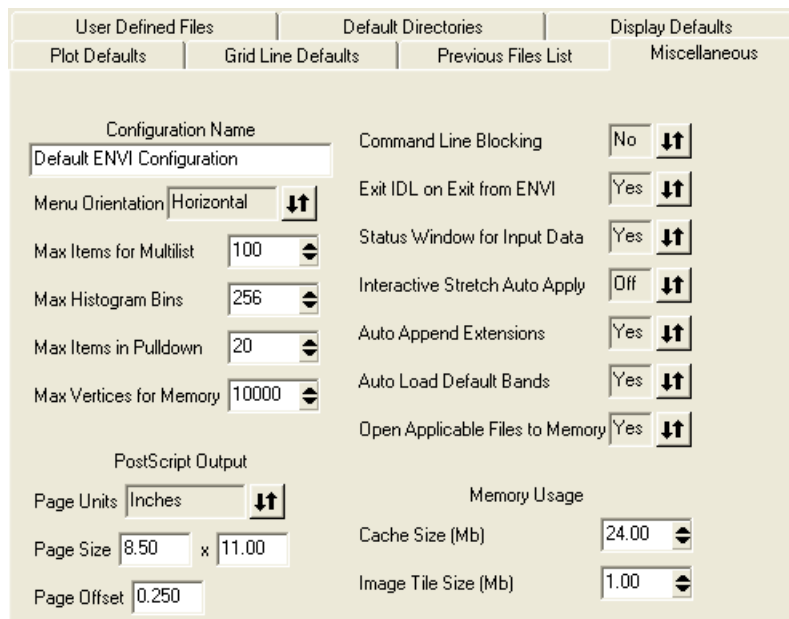 User Defined Files
Default Directories
Display Defaults
Plot Defaults
Grid Line Defaults
Previous Files List
Miscellaneous
Configuration Name
Default ENVI Configuration
Menu Orientation Horizontal
Max Items for Multilist 100
Max Histogram Bins 256
Max Items in Pulldown 20
Max Vertices for Memory 10000
PostScript Output
Page Units Inches
Page Size 8.50 x 11.00
Page Offset 0.250
Command Line Blocking No
Exit IDL on Exit from ENVI Yes
Status Window for Input Data Yes
Interactive Stretch Auto Apply Off
Auto Append Extensions Yes
Auto Load Default Bands Yes
Open Applicable Files to Memory Yes
Memory Usage
Cache Size (Mb) 24.00
Image Tile Size (Mb) 1.00